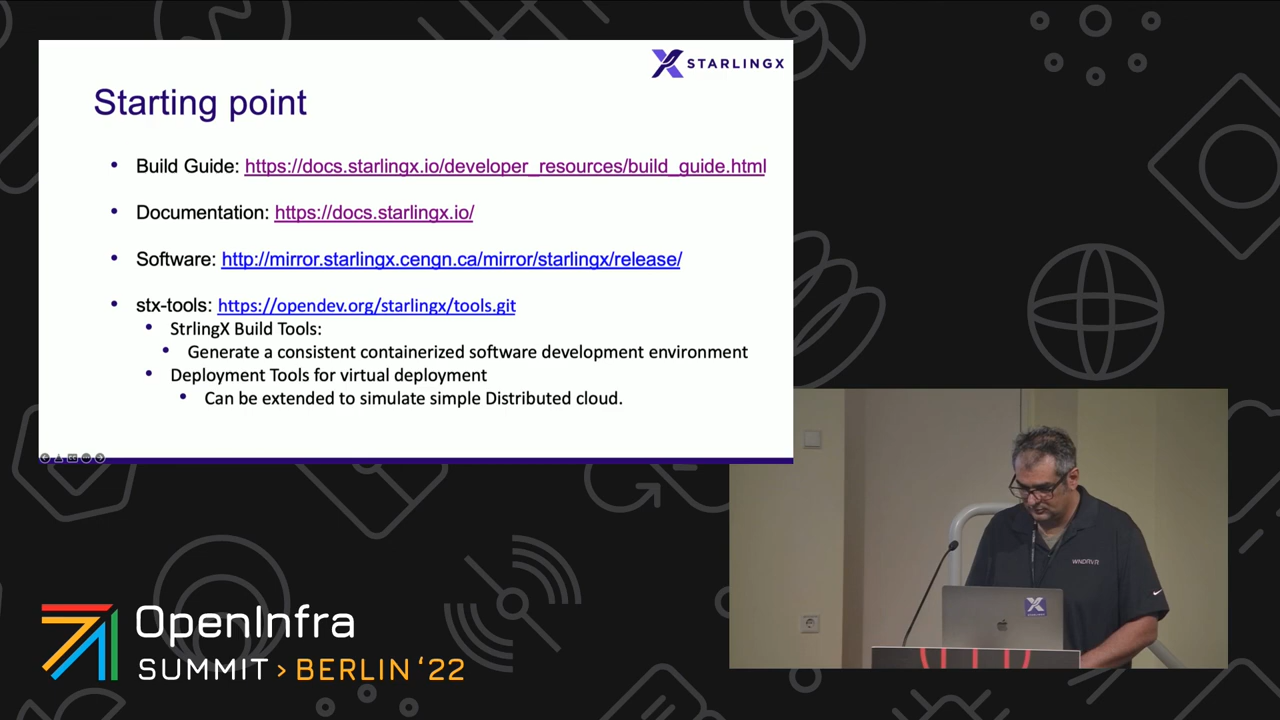 STARLINGX
Starting point
• Build Guide: https://docs.starlingx.io/developer_resources/build_guide.html
• Documentation: https://docs.starlingx.io/
• Software: http://mirror.starlingx.cengn.ca/mirror/starlingx/release/
• stx-tools: https://opendev.org/starlingx/tools.git
• StrlingX Build Tools:
• Generate a consistent containerized software development environment
• Deployment Tools for virtual deployment
• Can be extended to simulate simple Distributed cloud.
WNDRVR
OpenInfra
SUMMIT > BERLIN ‘22